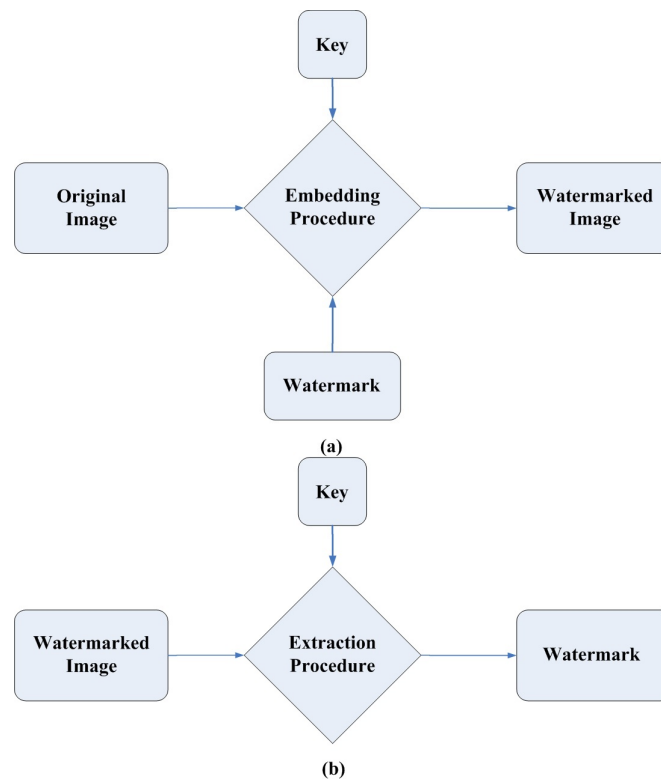 Key
Original
Image
Embedding
Procedure
Watermarked
Image
Watermark
(a)
Key
Watermarked
Image
Extraction
Procedure
Watermark
(b)